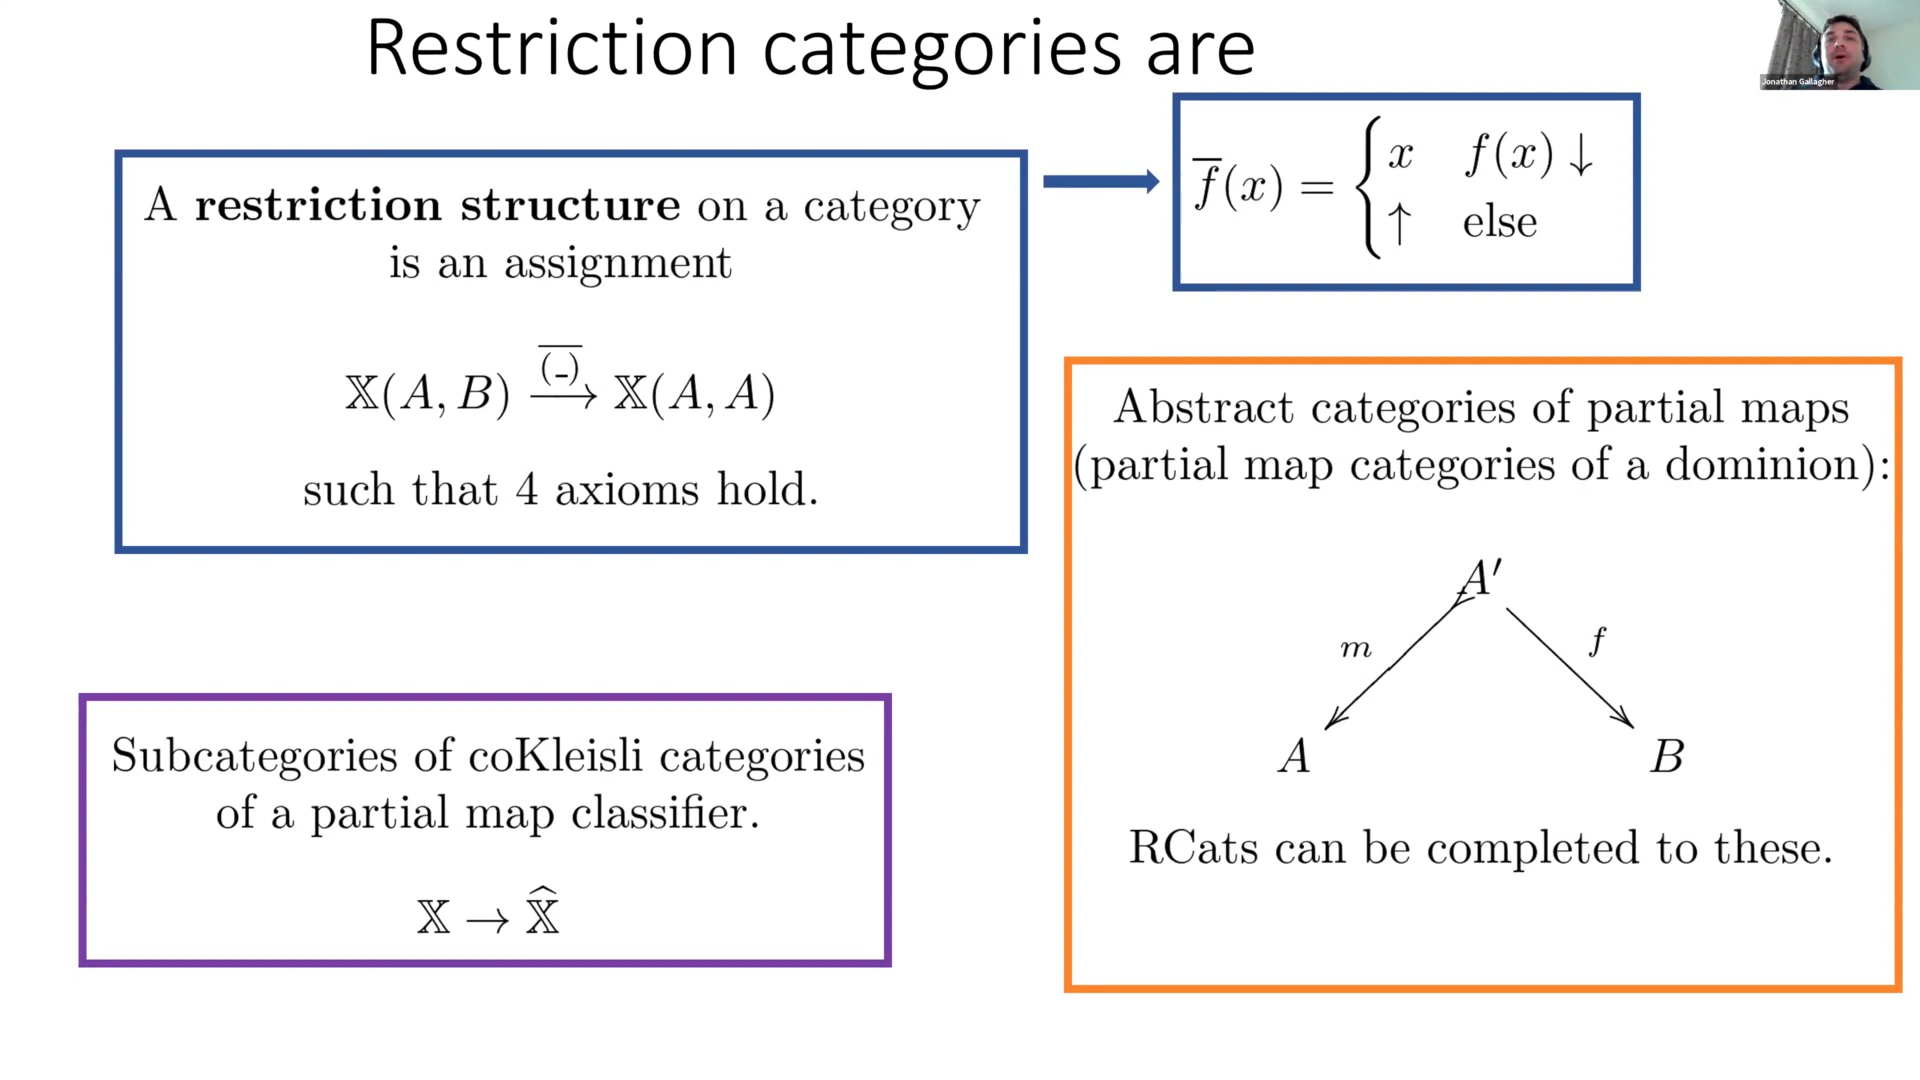 Restriction categories are
Jonathan Gallagher
A restriction structure on a category
is an assignment
𝕏(A, B) \overline{(-)} ⟶ 𝕏(A, A)
such that 4 axioms hold.
f̅(x) = { x f(x) ↓
↑ else
Abstract categories of partial maps
(partial map categories of a dominion):
A′
m f
A B
RCats can be completed to these.
Subcategories of coKleisli categories
of a partial map classifier.
𝕏 → 𝕏̂